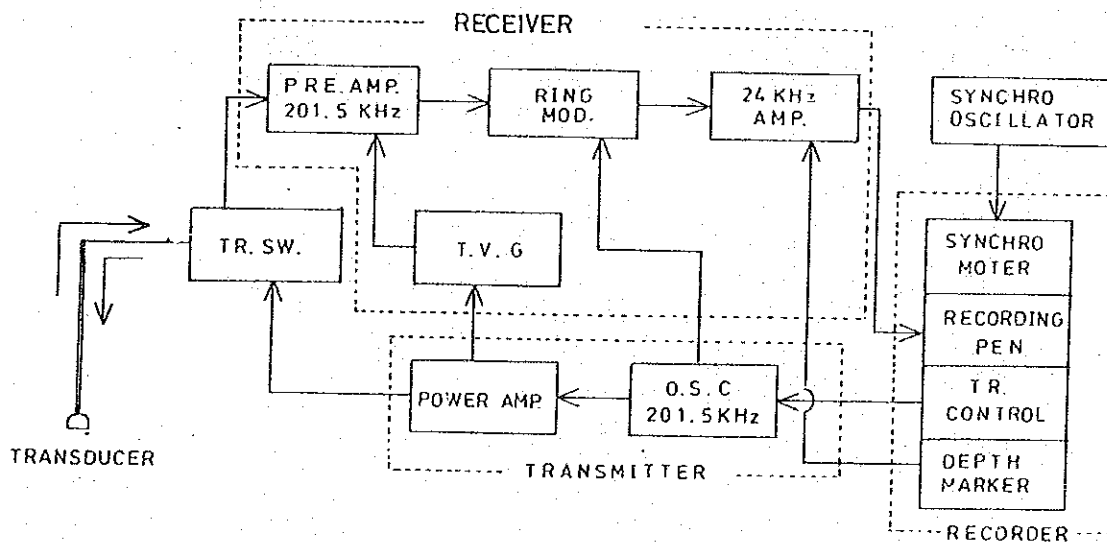 RECEIVER
PRE. AMP.
201.5 KHz
RING
MOD.
24 KHz
AMP.
SYNCHRO
OSCILLATOR
TR. SW.
T.V.G
SYNCHRO
MOTER
RECORDING
PEN
POWER AMP.
O.S.C
201.5KHz
TR.
CONTROL
TRANSDUCER
TRANSMITTER
DEPTH
MARKER
RECORDER